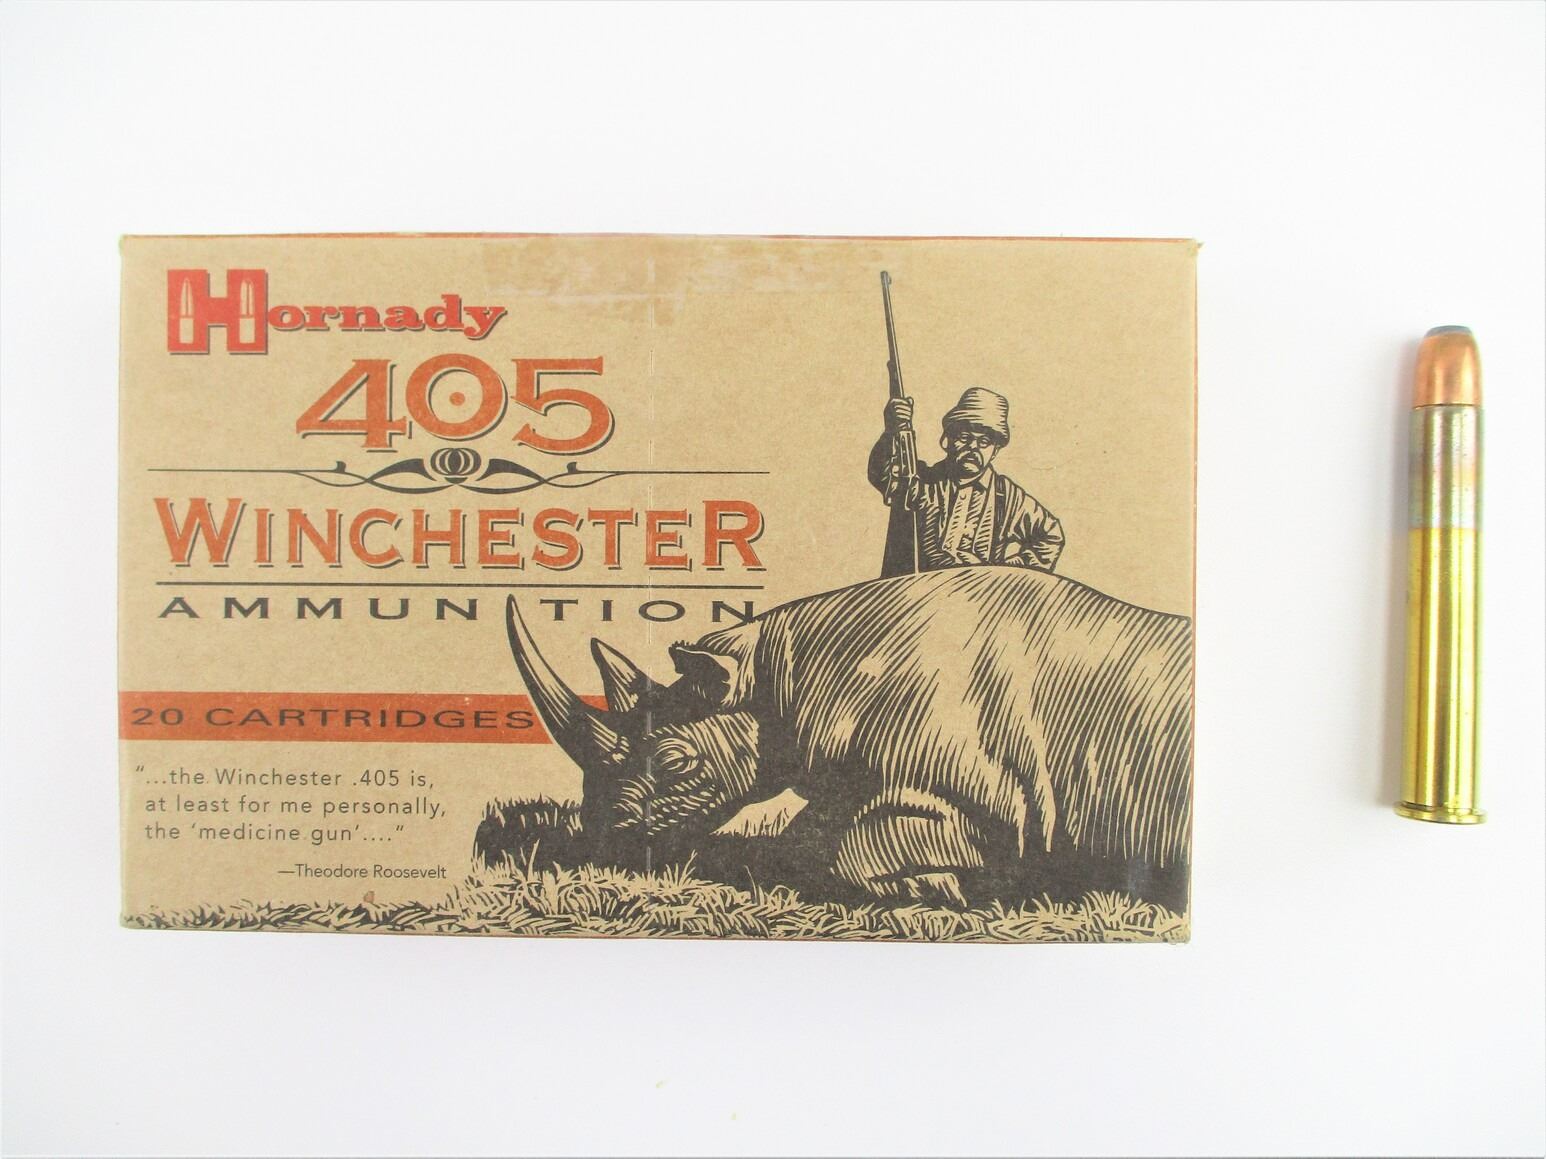 Hornady
405
WINCHESTER
AMMUNITION
20 CARTRIDGES
"...the Winchester .405 is,
at least for me personally,
the 'medicine gun'...."
—Theodore Roosevelt